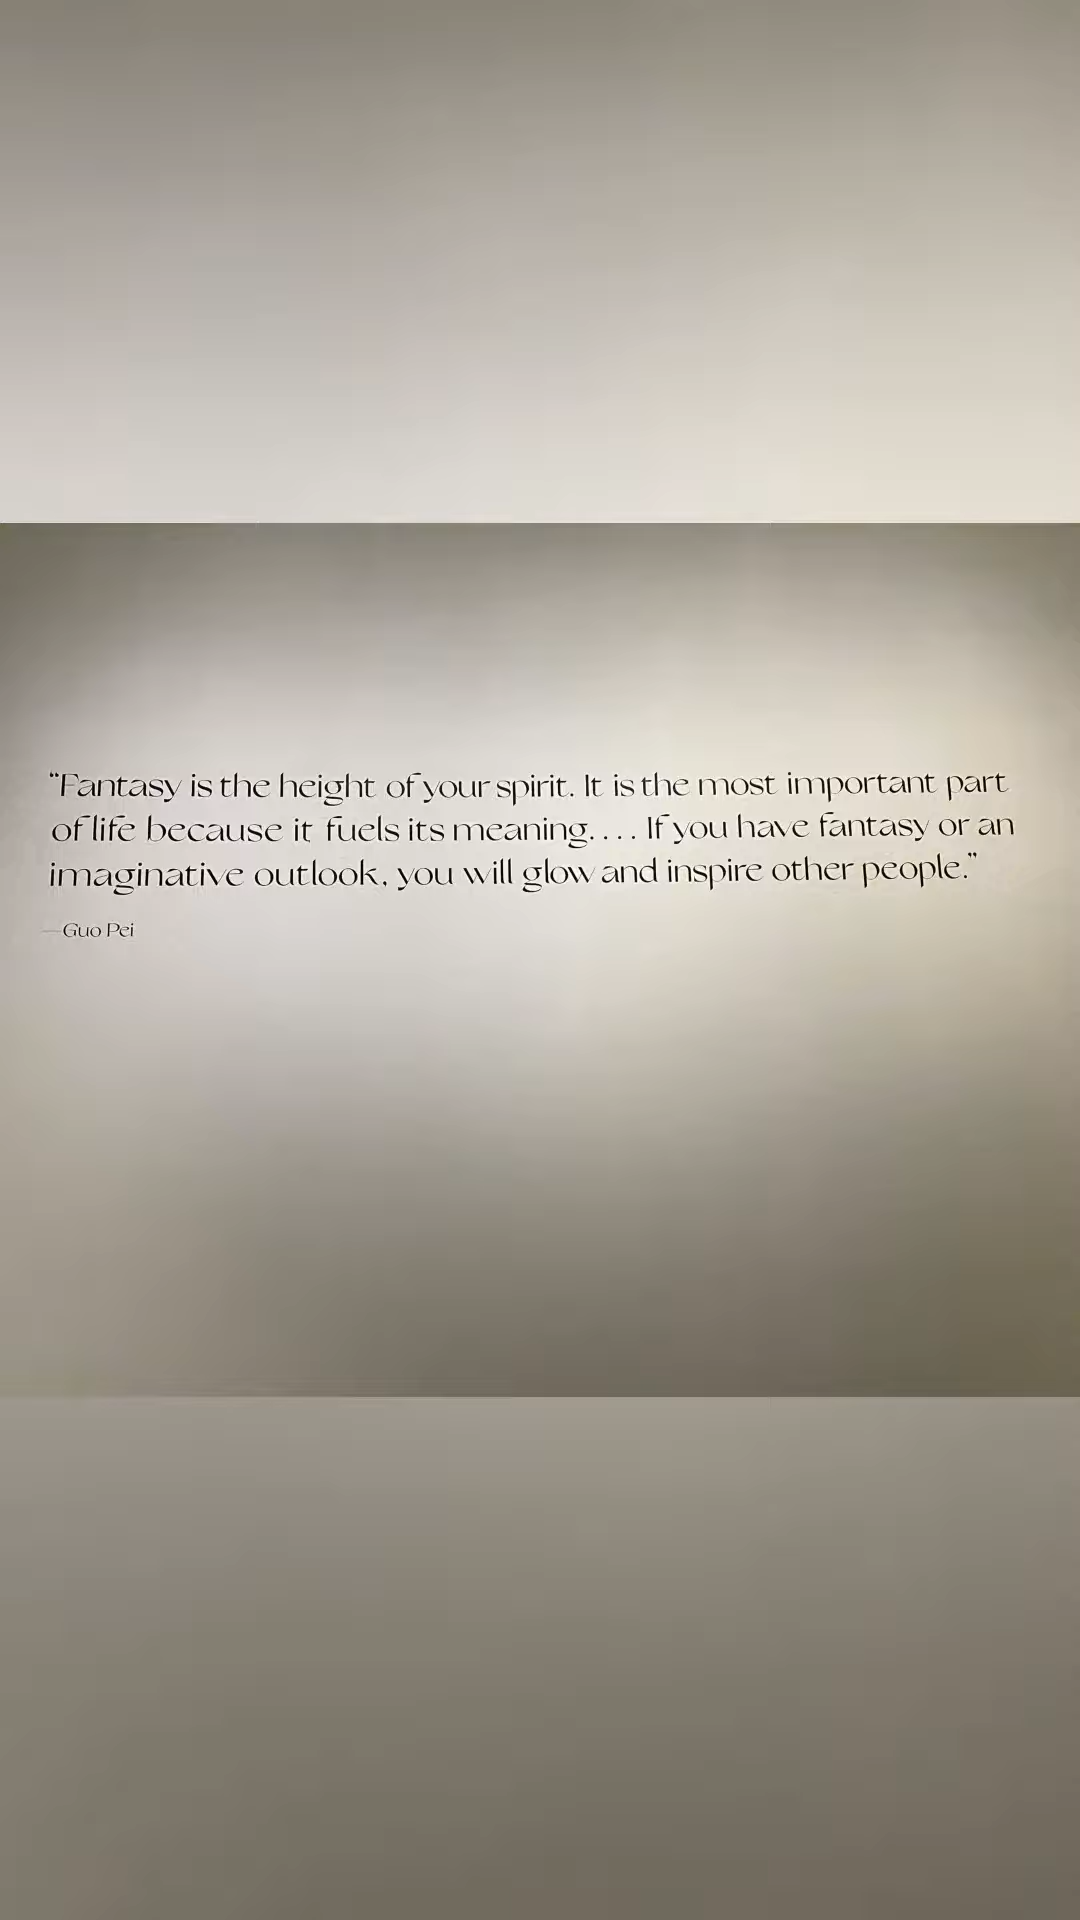 “Fantasy is the height of your spirit. It is the most important part
of life because it fuels its meaning. . . . If you have fantasy or an
imaginative outlook, you will glow and inspire other people.”
—Guo Pei